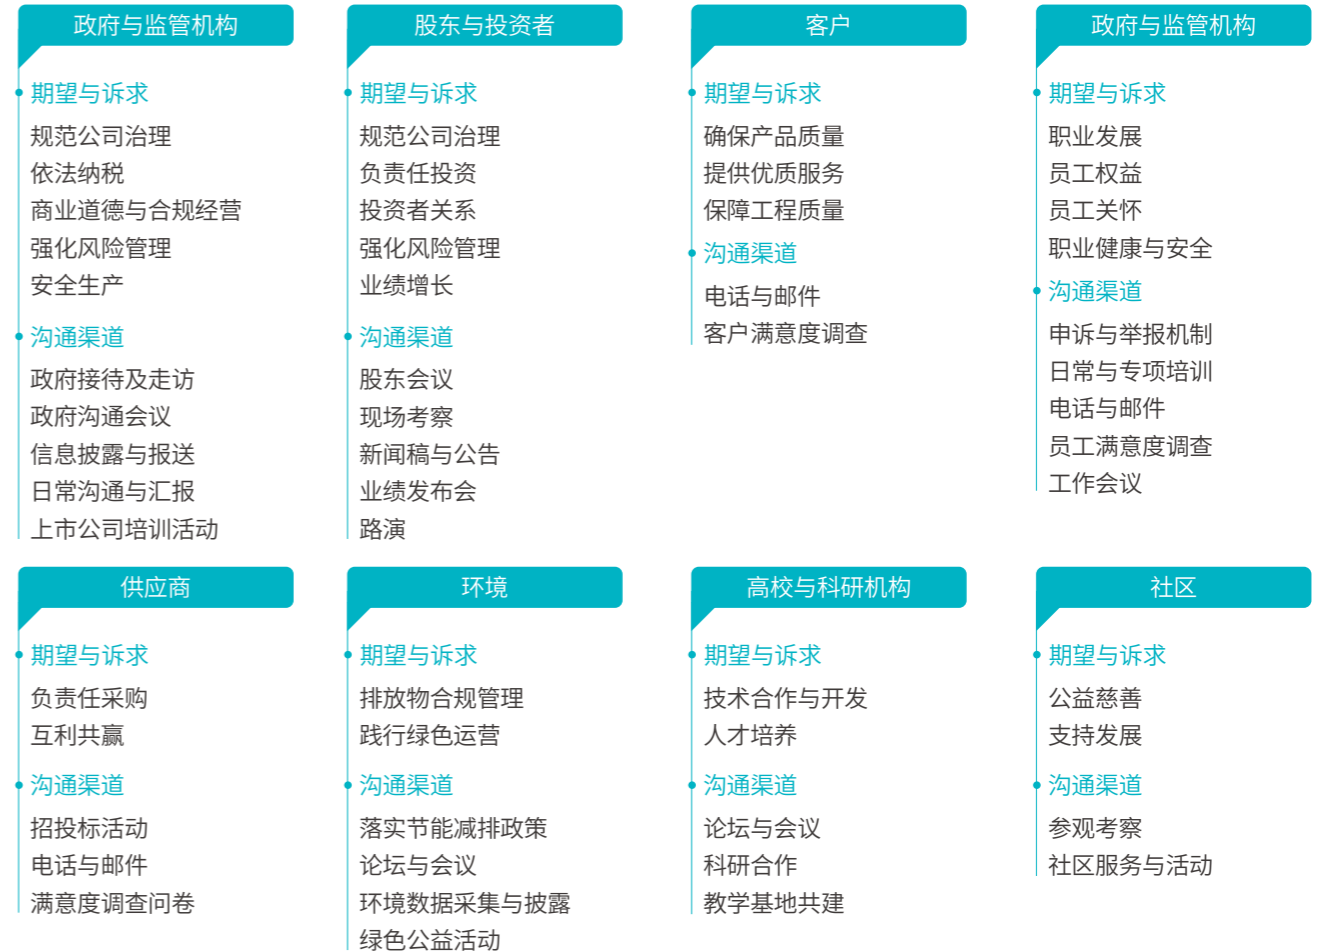 政府与监管机构
期望与诉求
规范公司治理
依法纳税
商业道德与合规经营
强化风险管理
安全生产
沟通渠道
政府接待及走访
政府沟通会议
信息披露与报送
日常沟通与汇报
上市公司培训活动
股东与投资者
期望与诉求
规范公司治理
负责任投资
投资者关系
强化风险管理
业绩增长
沟通渠道
股东会议
现场考察
新闻稿与公告
业绩发布会
路演
客户
期望与诉求
确保产品质量
提供优质服务
保障工程质量
沟通渠道
电话与邮件
客户满意度调查
政府与监管机构
期望与诉求
职业发展
员工权益
员工关怀
职业健康与安全
沟通渠道
申诉与举报机制
日常与专项培训
电话与邮件
员工满意度调查
工作会议
供应商
期望与诉求
负责任采购
互利共赢
沟通渠道
招投标活动
电话与邮件
满意度调查问卷
环境
期望与诉求
排放物合规管理
践行绿色运营
沟通渠道
落实节能减排政策
论坛与会议
环境数据采集与披露
绿色公益活动
高校与科研机构
期望与诉求
技术合作与开发
人才培养
沟通渠道
论坛与会议
科研合作
教学基地共建
社区
期望与诉求
公益慈善
支持发展
沟通渠道
参观考察
社区服务与活动